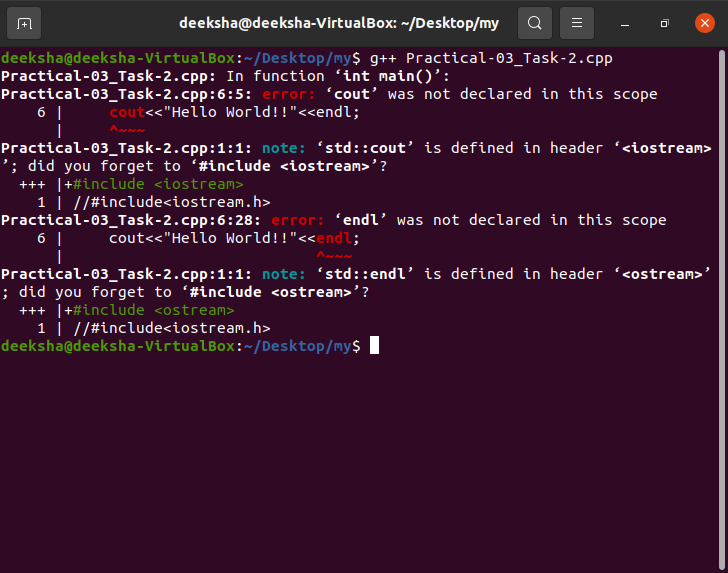 deeksha@deeksha-VirtualBox: ~/Desktop/my
deeksha@deeksha-VirtualBox:~/Desktop/my$ g++ Practical-03_Task-2.cpp
Practical-03_Task-2.cpp: In function ‘int main()’:
Practical-03_Task-2.cpp:6:5: error: ‘cout’ was not declared in this scope
    6 |     cout<<"Hello World!!"<<endl;
      |     ^~~~
Practical-03_Task-2.cpp:1:1: note: ‘std::cout’ is defined in header ‘<iostream>
’; did you forget to ‘#include <iostream>’?
  +++ |+#include <iostream>
    1 | //#include<iostream.h>
Practical-03_Task-2.cpp:6:28: error: ‘endl’ was not declared in this scope
    6 |     cout<<"Hello World!!"<<endl;
      |                            ^~~~
Practical-03_Task-2.cpp:1:1: note: ‘std::endl’ is defined in header ‘<ostream>’
; did you forget to ‘#include <ostream>’?
  +++ |+#include <ostream>
    1 | //#include<iostream.h>
deeksha@deeksha-VirtualBox:~/Desktop/my$